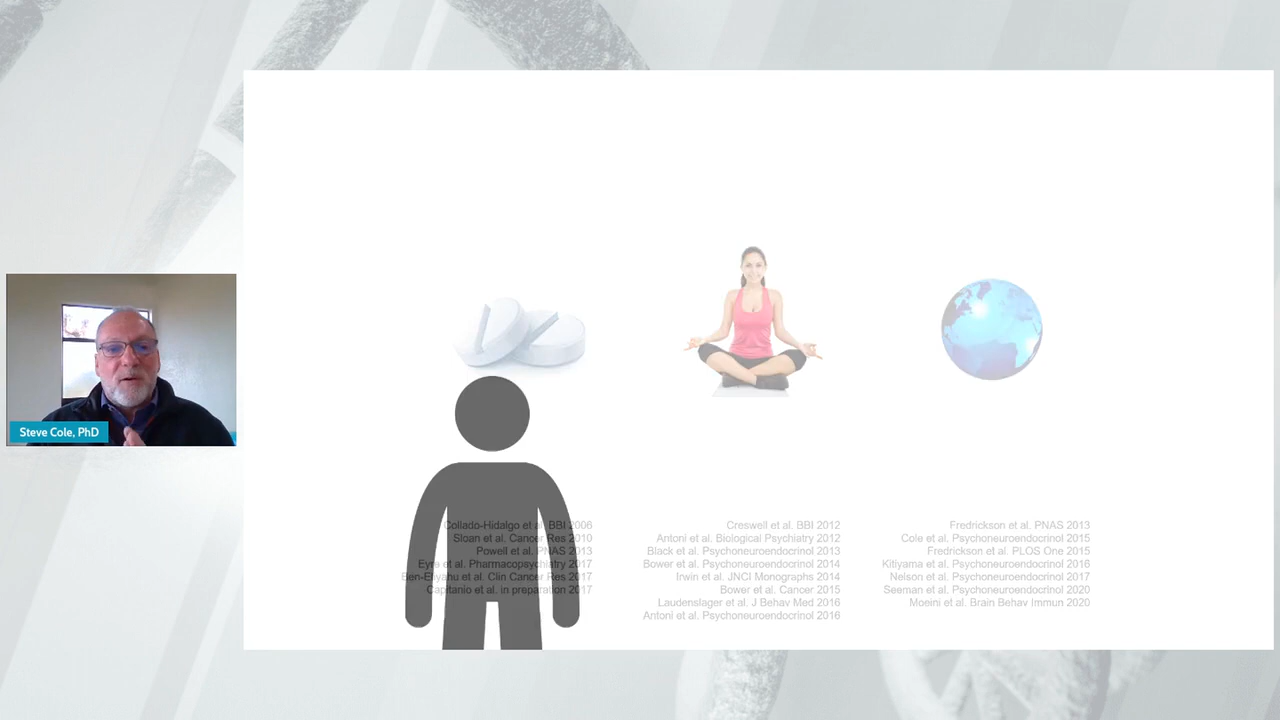 Steve Cole, PhD
Collado-Hidalgo et al. BBI 2006
Sloan et al. Cancer Res 2010
Powell et al. PNAS 2013
Eyre et al. Pharmacopsychiatry 2017
Ben-Eliyahu et al. Clin Cancer Res 2017
Capitanio et al. in preparation 2017
Creswell et al. BBI 2012
Antoni et al. Biological Psychiatry 2012
Black et al. Psychoneuroendocrinol 2013
Bower et al. Psychoneuroendocrinol 2014
Irwin et al. JNCI Monographs 2014
Bower et al. Cancer 2015
Laudenslager et al. J Behav Med 2016
Antoni et al. Psychoneuroendocrinol 2016
Fredrickson et al. PNAS 2013
Cole et al. Psychoneuroendocrinol 2015
Fredrickson et al. PLOS One 2015
Kitiyama et al. Psychoneuroendocrinol 2016
Nelson et al. Psychoneuroendocrinol 2017
Seeman et al. Psychoneuroendocrinol 2020
Moeini et al. Brain Behav Immun 2020